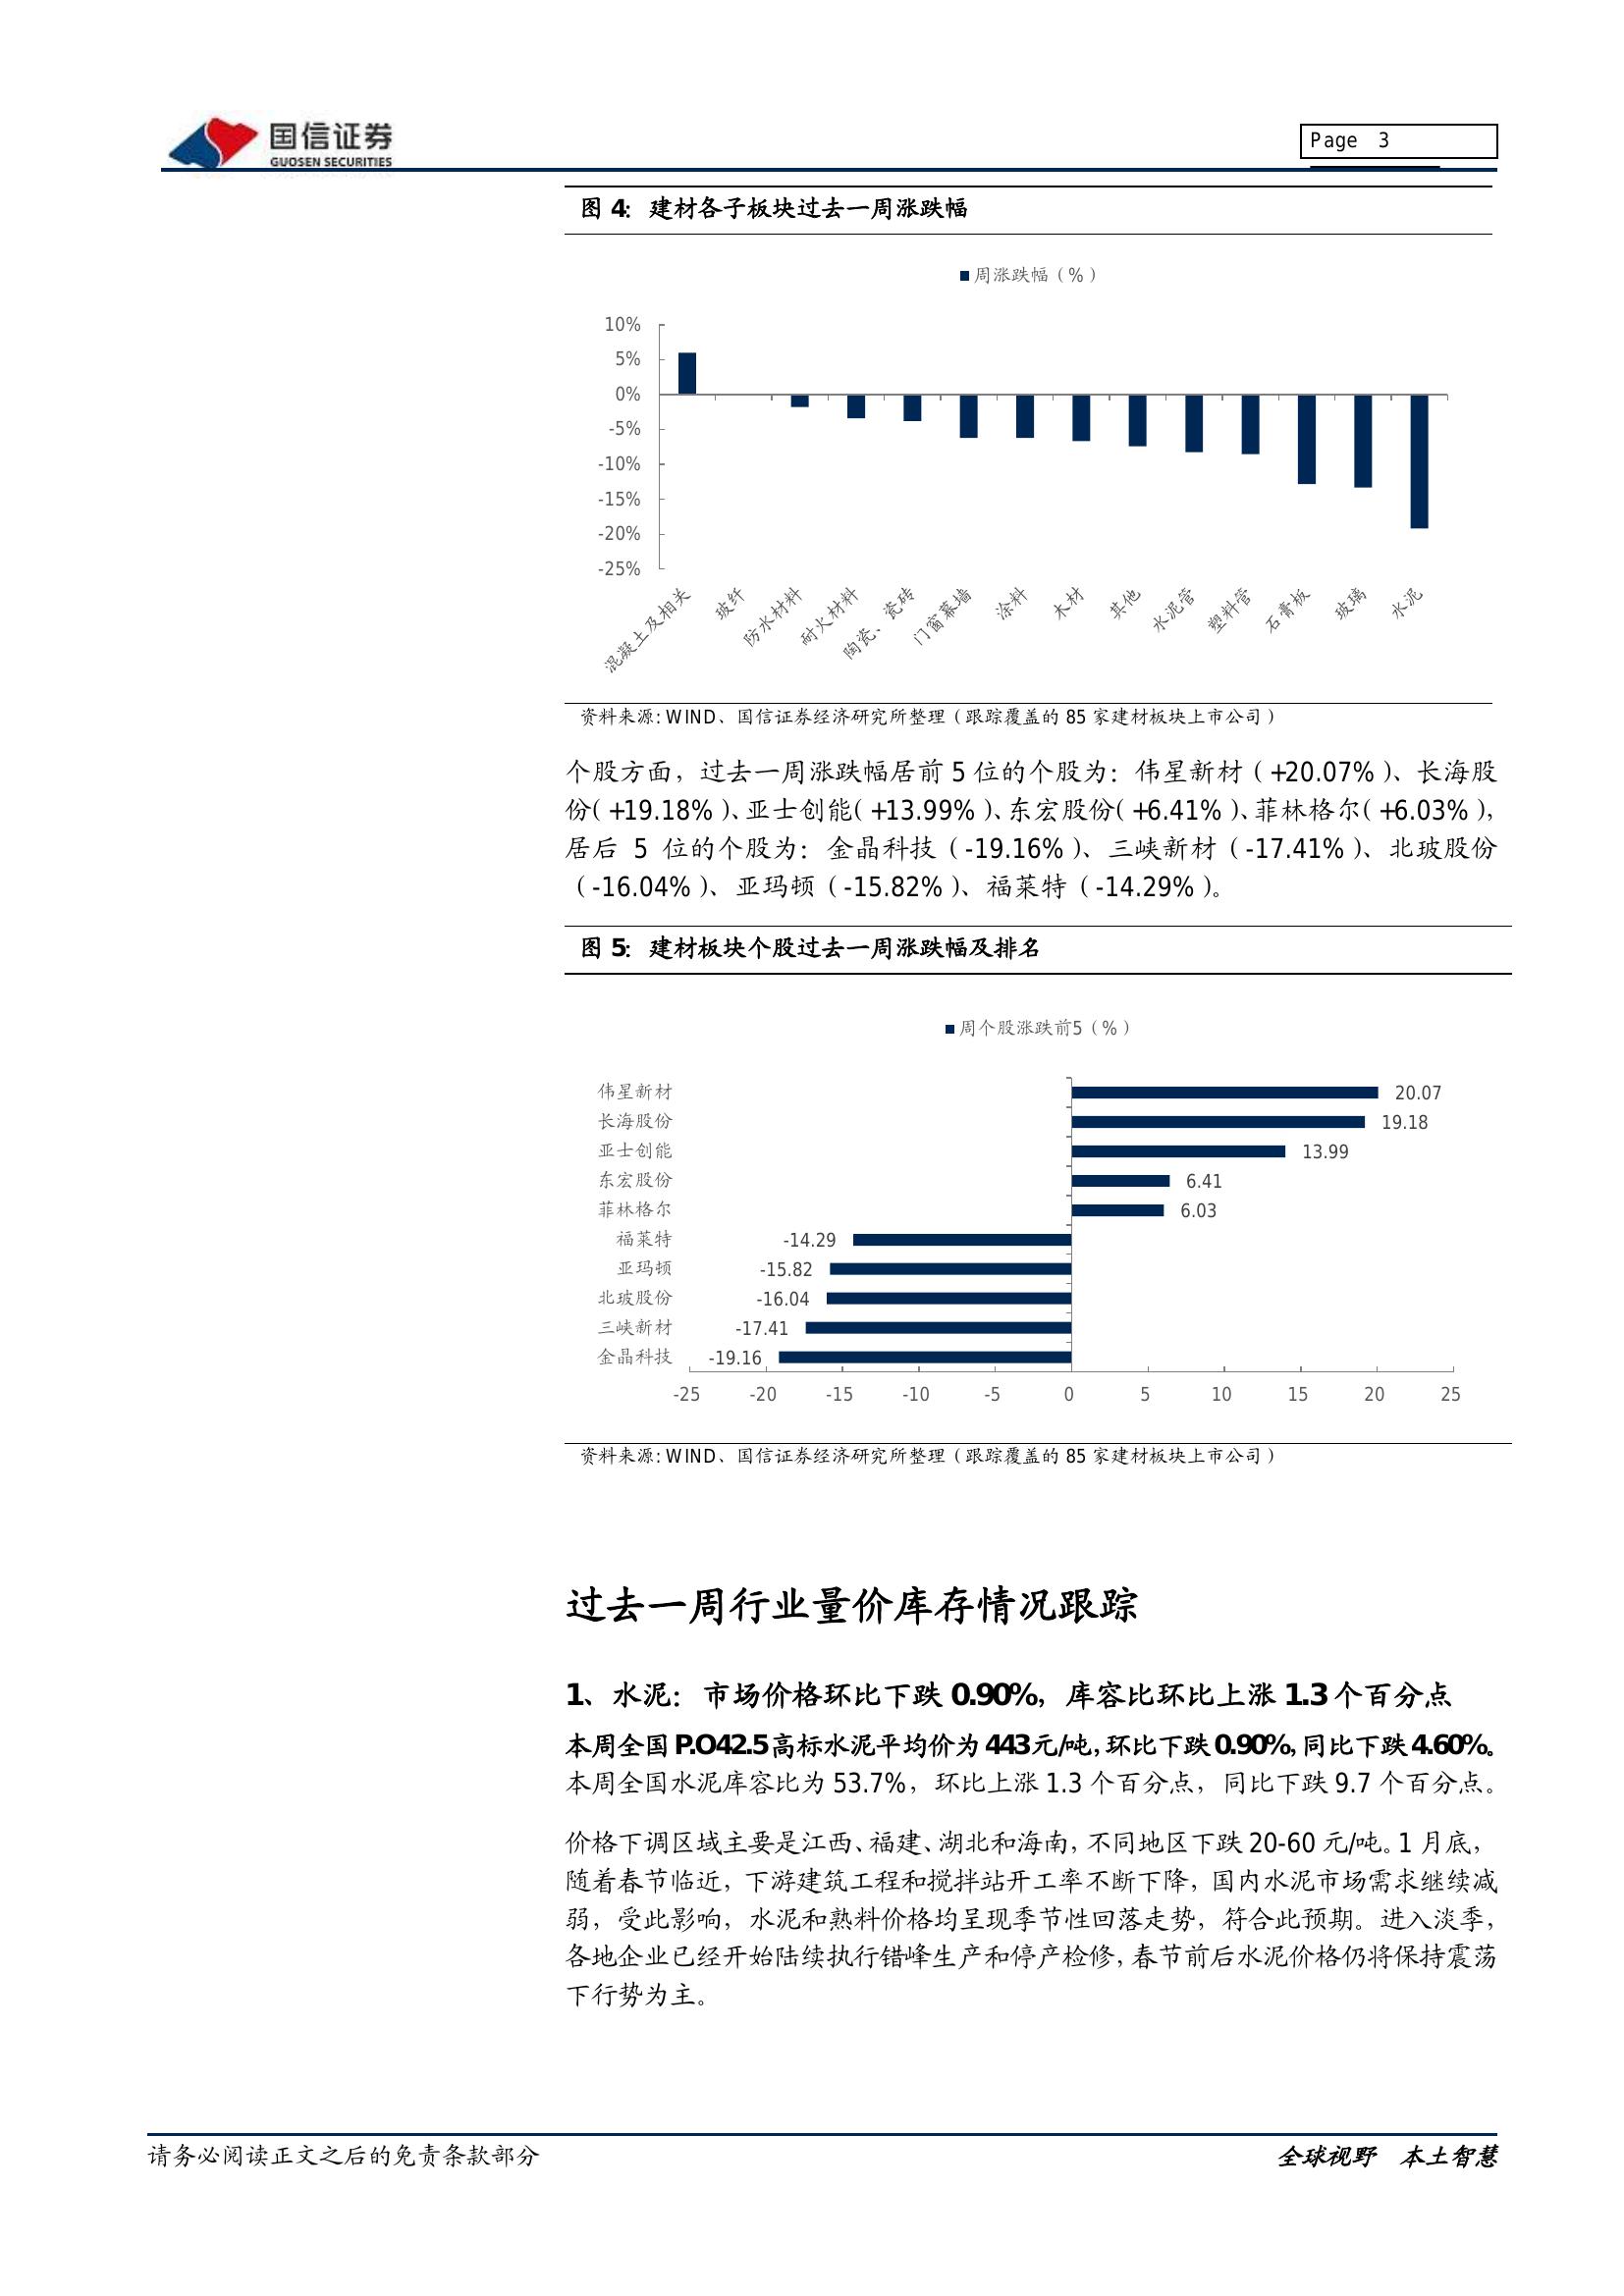 国信证券
GUOSEN SECURITIES
Page 3
图 4：建材各子板块过去一周涨跌幅
周涨跌幅（%）
10%
5%
0%
-5%
-10%
-15%
-20%
-25%
混凝土及相关
玻纤
防水材料
耐火材料
陶瓷、瓷砖
门窗幕墙
涂料
木材
其他
水泥管
塑料管
石膏板
玻璃
水泥
资料来源: WIND、国信证券经济研究所整理（跟踪覆盖的 85 家建材板块上市公司）
个股方面，过去一周涨跌幅居前 5 位的个股为：伟星新材（+20.07%）、长海股
份（+19.18%）、亚士创能（+13.99%）、东宏股份（+6.41%）、菲林格尔（+6.03%），
居后 5 位的个股为：金晶科技（-19.16%）、三峡新材（-17.41%）、北玻股份
（-16.04%）、亚玛顿（-15.82%）、福莱特（-14.29%）。
图 5：建材板块个股过去一周涨跌幅及排名
周个股涨跌前5（%）
伟星新材 20.07
长海股份 19.18
亚士创能 13.99
东宏股份 6.41
菲林格尔 6.03
福莱特 -14.29
亚玛顿 -15.82
北玻股份 -16.04
三峡新材 -17.41
金晶科技 -19.16
-25 -20 -15 -10 -5 0 5 10 15 20 25
资料来源: WIND、国信证券经济研究所整理（跟踪覆盖的 85 家建材板块上市公司）
过去一周行业量价库存情况跟踪
1、水泥：市场价格环比下跌 0.90%，库容比环比上涨 1.3 个百分点
本周全国 P.O42.5 高标水泥平均价为 443 元/吨，环比下跌 0.90%，同比下跌 4.60%。
本周全国水泥库容比为 53.7%，环比上涨 1.3 个百分点，同比下跌 9.7 个百分点。
价格下调区域主要是江西、福建、湖北和海南，不同地区下跌 20-60 元/吨。1 月底，
随着春节临近，下游建筑工程和搅拌站开工率不断下降，国内水泥市场需求继续减
弱，受此影响，水泥和熟料价格均呈现季节性回落走势，符合此预期。进入淡季，
各地企业已经开始陆续执行错峰生产和停产检修，春节前后水泥价格仍将保持震荡
下行势为主。
请务必阅读正文之后的免责条款部分
全球视野 本土智慧